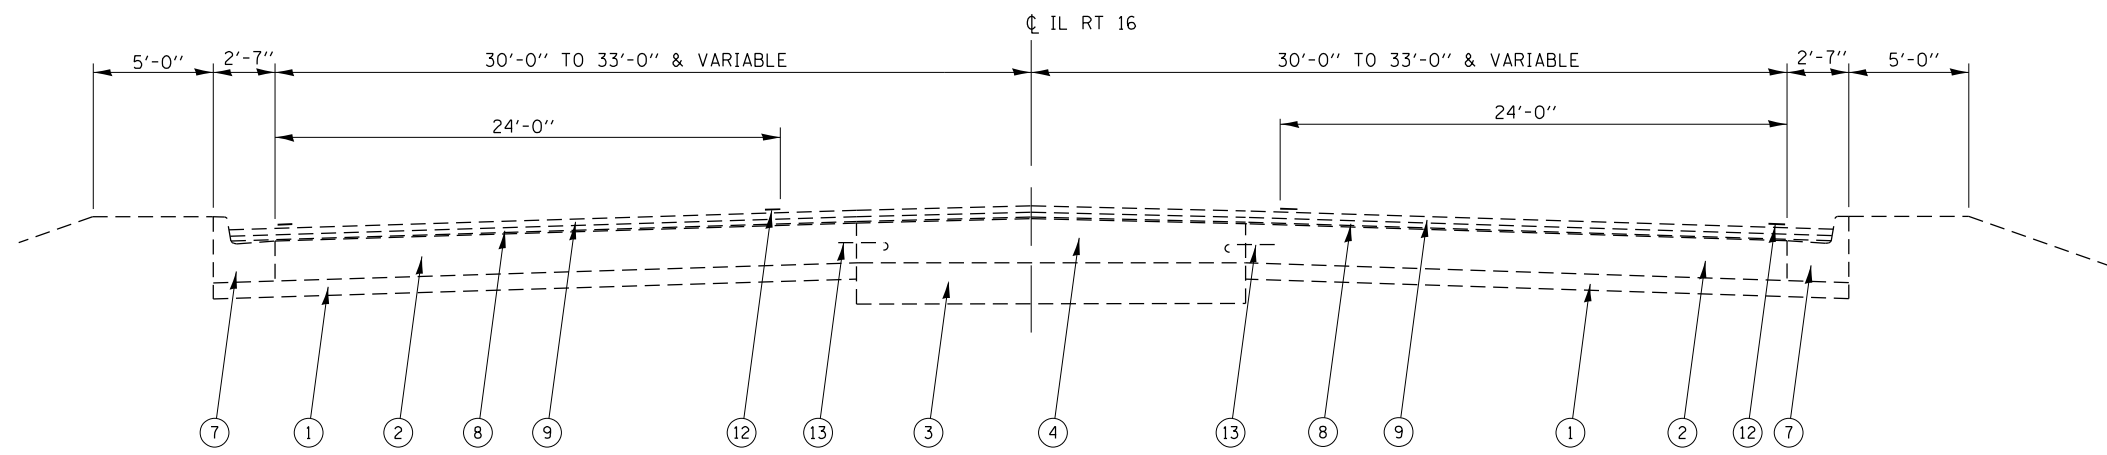 ℄ IL RT 16
5'-0" 2'-7" 30'-0" TO 33'-0" & VARIABLE 30'-0" TO 33'-0" & VARIABLE 2'-7" 5'-0"
24'-0" 24'-0"
7 1 2 8 9 12 13 3 4 13 8 9 1 2 12 7